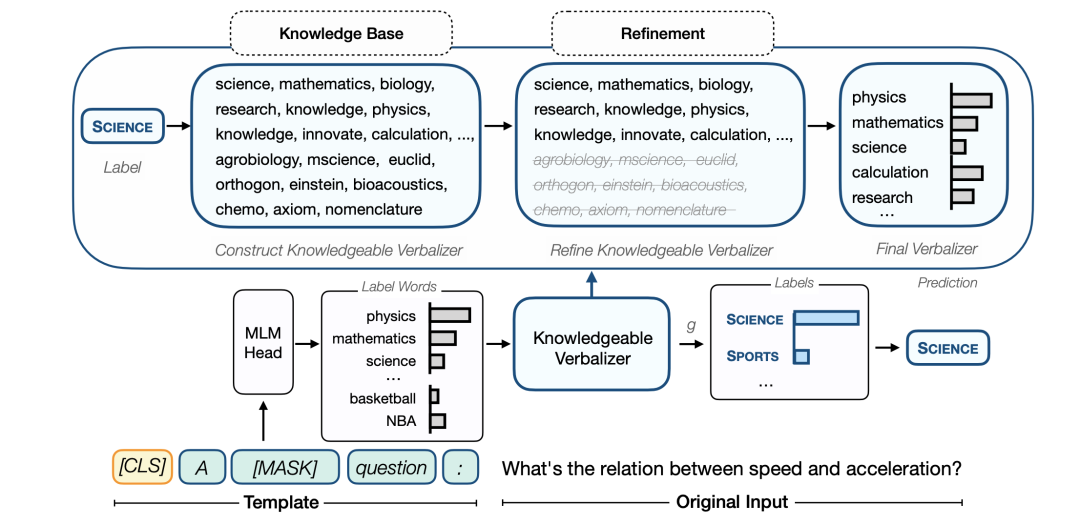 Knowledge Base
Refinement
SCIENCE
Label
science, mathematics, biology,
research, knowledge, physics,
knowledge, innovate, calculation, ...,
agrobiology, mscience, euclid,
orthogon, einstein, bioacoustics,
chemo, axiom, nomenclature
Construct Knowledgeable Verbalizer
science, mathematics, biology,
research, knowledge, physics,
knowledge, innovate, calculation, ...,
agrobiology, mscience, euclid,
orthogon, einstein, bioacoustics,
chemo, axiom, nomenclature
Refine Knowledgeable Verbalizer
physics
mathematics
science
calculation
research
...
Final Verbalizer
MLM
Head
Label Words
physics
mathematics
science
...
basketball
NBA
Knowledgeable
Verbalizer
g
Labels
SCIENCE
SPORTS
...
Prediction
SCIENCE
[CLS] A [MASK] question : What's the relation between speed and acceleration?
Template
Original Input